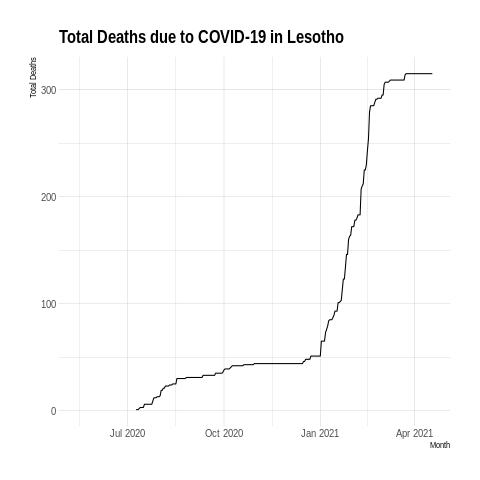 Total Deaths due to COVID-19 in Lesotho
Total Deaths
300
200
100
0
Jul 2020 Oct 2020 Jan 2021 Apr 2021
Month